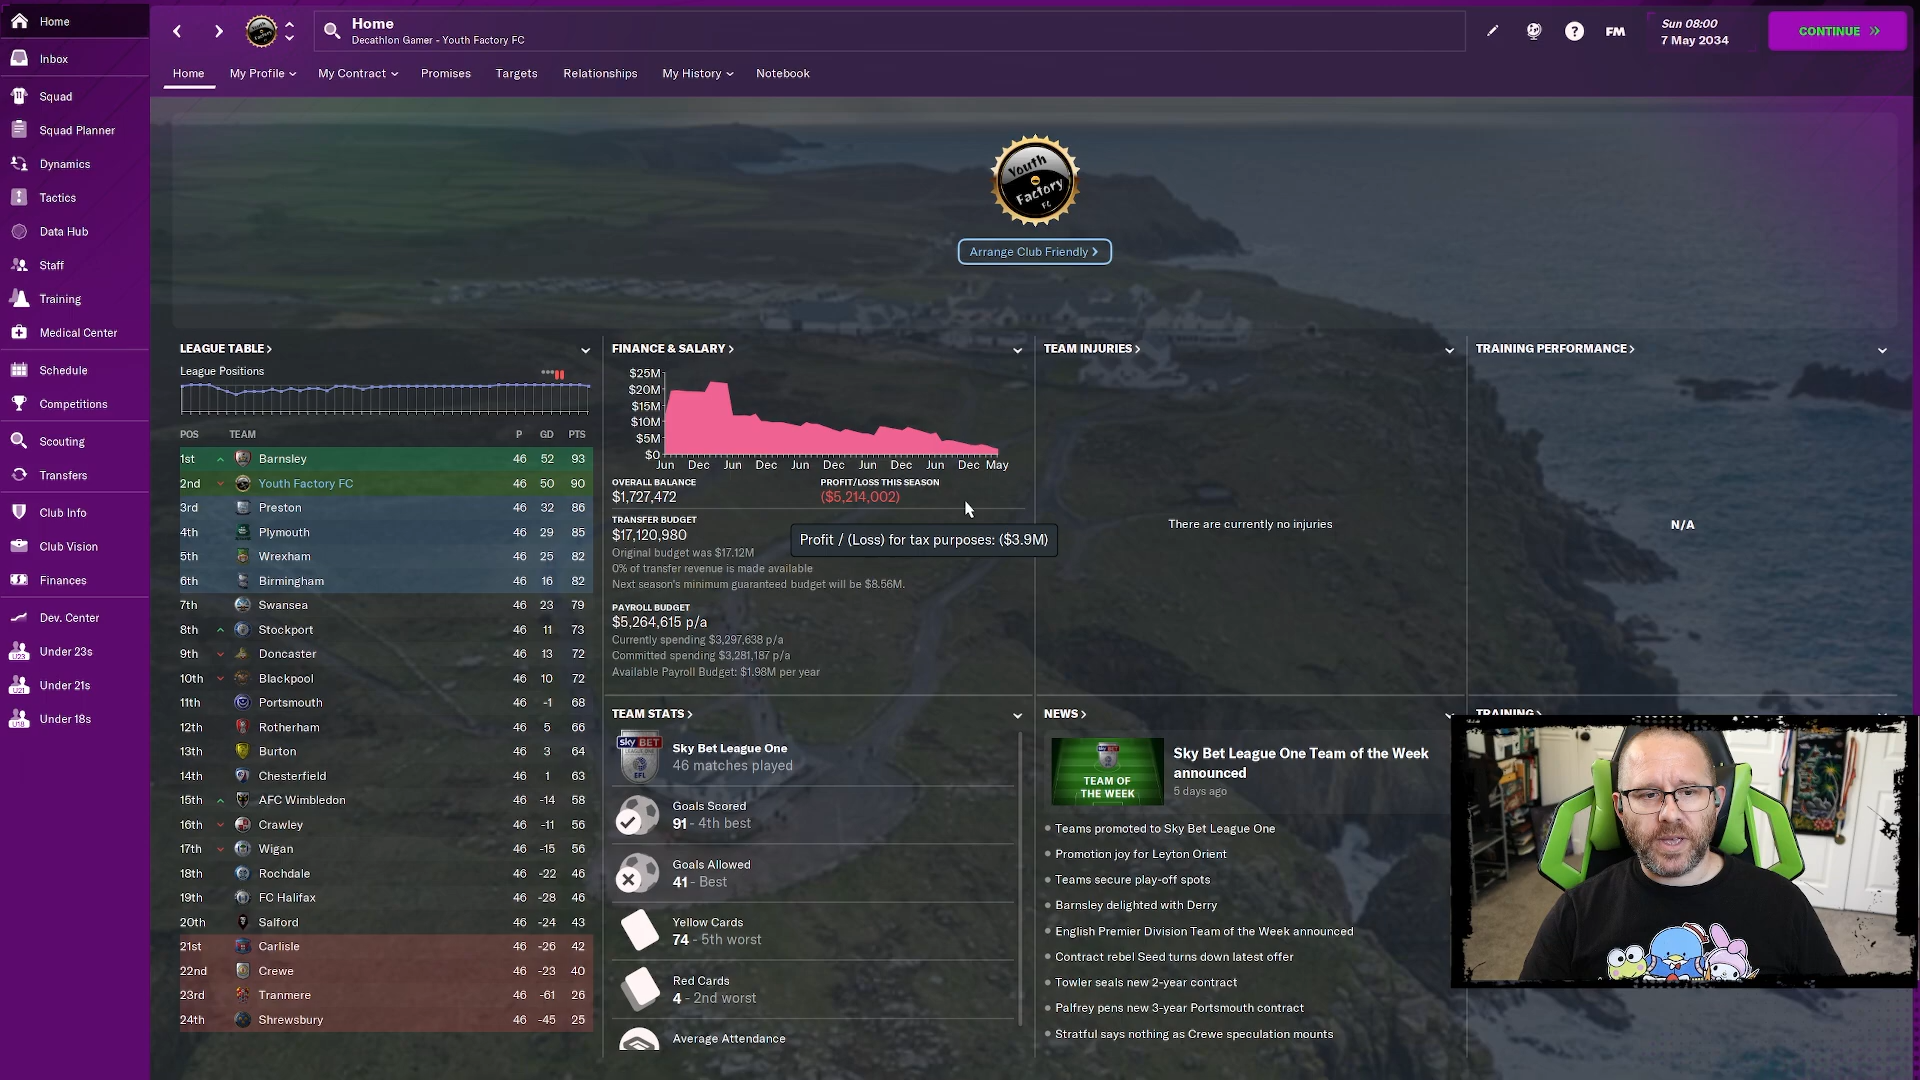 Home
Inbox
Squad
Squad Planner
Dynamics
Tactics
Data Hub
Staff
Training
Medical Center
Schedule
Competitions
Scouting
Transfers
Club Info
Club Vision
Finances
Dev. Center
U23 Under 23s
U21 Under 21s
U18 Under 18s
Home
Decathlon Gamer - Youth Factory FC
FM
Sun 08:00
7 May 2034
CONTINUE
Home My Profile My Contract Promises Targets Relationships My History Notebook
Youth
Factory
FC
Arrange Club Friendly >
LEAGUE TABLE >
League Positions
POS TEAM P GD PTS
1st Barnsley 46 52 93
2nd Youth Factory FC 46 50 90
3rd Preston 46 32 86
4th Plymouth 46 29 85
5th Wrexham 46 25 82
6th Birmingham 46 16 82
7th Swansea 46 23 79
8th Stockport 46 11 73
9th Doncaster 46 13 72
10th Blackpool 46 10 72
11th Portsmouth 46 -1 68
12th Rotherham 46 5 66
13th Burton 46 3 64
14th Chesterfield 46 1 63
15th AFC Wimbledon 46 -14 58
16th Crawley 46 -11 56
17th Wigan 46 -15 56
18th Rochdale 46 -22 46
19th FC Halifax 46 -28 46
20th Salford 46 -24 43
21st Carlisle 46 -26 42
22nd Crewe 46 -23 40
23rd Tranmere 46 -61 26
24th Shrewsbury 46 -45 25
FINANCE & SALARY >
$25M
$20M
$15M
$10M
$5M
$0
Jun Dec Jun Dec Jun Dec Jun Dec Jun Dec May
OVERALL BALANCE
$1,727,472
PROFIT/LOSS THIS SEASON
($5,214,002)
TRANSFER BUDGET
$17,120,980
Original budget was $17.12M
0% of transfer revenue is made available
Next season's minimum guaranteed budget will be $8.56M.
Profit / (Loss) for tax purposes: ($3.9M)
PAYROLL BUDGET
$5,264,615 p/a
Currently spending $3,297,638 p/a
Committed spending $3,281,187 p/a
Available Payroll Budget: $1.98M per year
TEAM INJURIES >
There are currently no injuries
TRAINING PERFORMANCE >
N/A
TEAM STATS >
sky BET
EFL
Sky Bet League One
46 matches played
Goals Scored
91 - 4th best
Goals Allowed
41 - Best
Yellow Cards
74 - 5th worst
Red Cards
4 - 2nd worst
Average Attendance
NEWS >
TEAM OF
THE WEEK
Sky Bet League One Team of the Week
announced
5 days ago
Teams promoted to Sky Bet League One
Promotion joy for Leyton Orient
Teams secure play-off spots
Barnsley delighted with Derry
English Premier Division Team of the Week announced
Contract rebel Seed turns down latest offer
Towler seals new 2-year contract
Palfrey pens new 3-year Portsmouth contract
Stratful says nothing as Crewe speculation mounts
TRAINING >